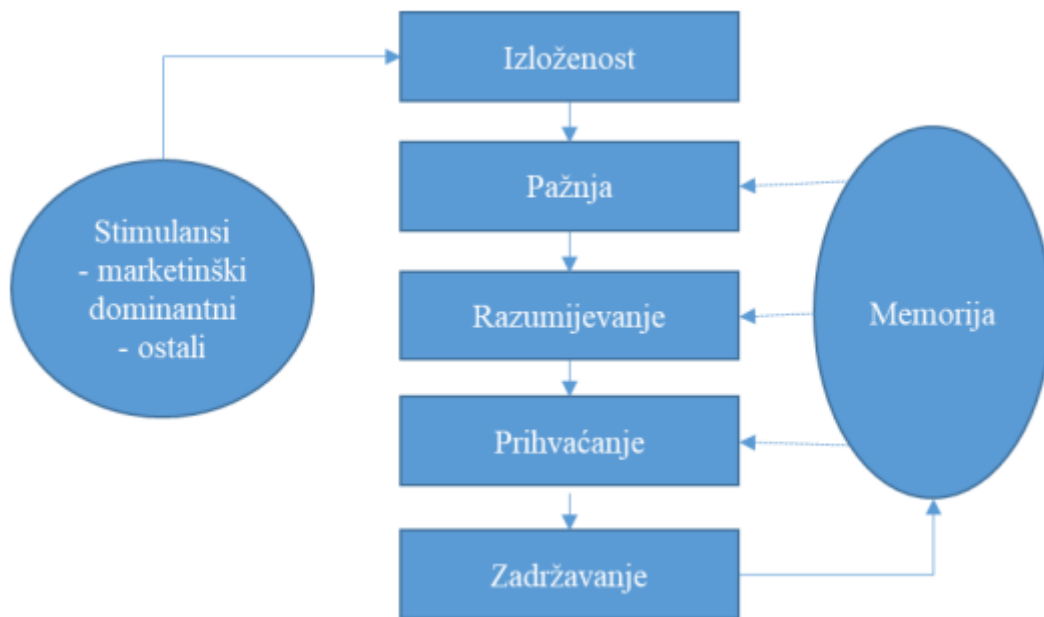 Izloženost
Pažnja
Stimulansi
- marketinški
dominantni
- ostali
Razumijevanje
Memorija
Prihvaćanje
Zadržavanje